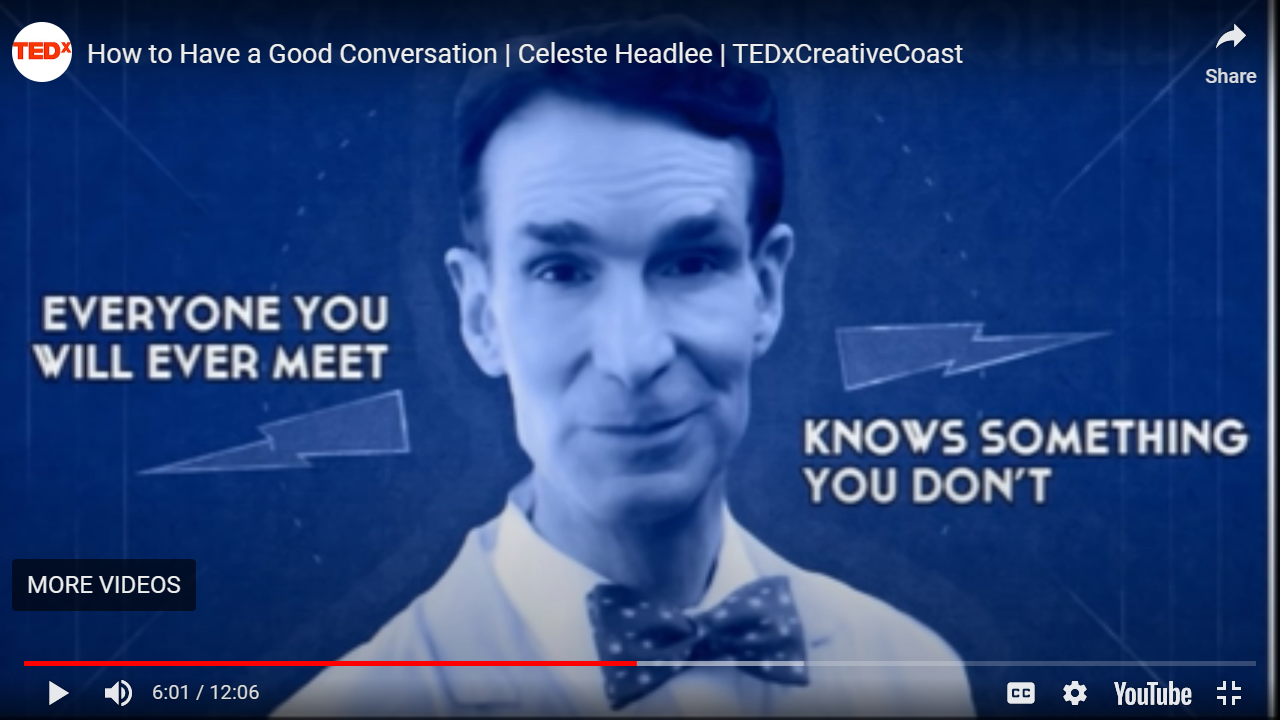 TEDx
How to Have a Good Conversation | Celeste Headlee | TEDxCreativeCoast
Share
EVERYONE YOU
WILL EVER MEET
KNOWS SOMETHING
YOU DON'T
MORE VIDEOS
6:01 / 12:06
CC
YouTube